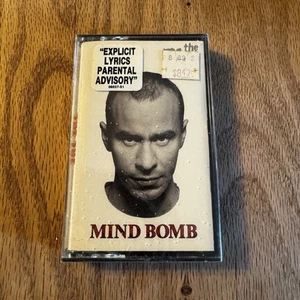 "EXPLICIT
LYRICS
PARENTAL
ADVISORY"
the
MIND BOMB